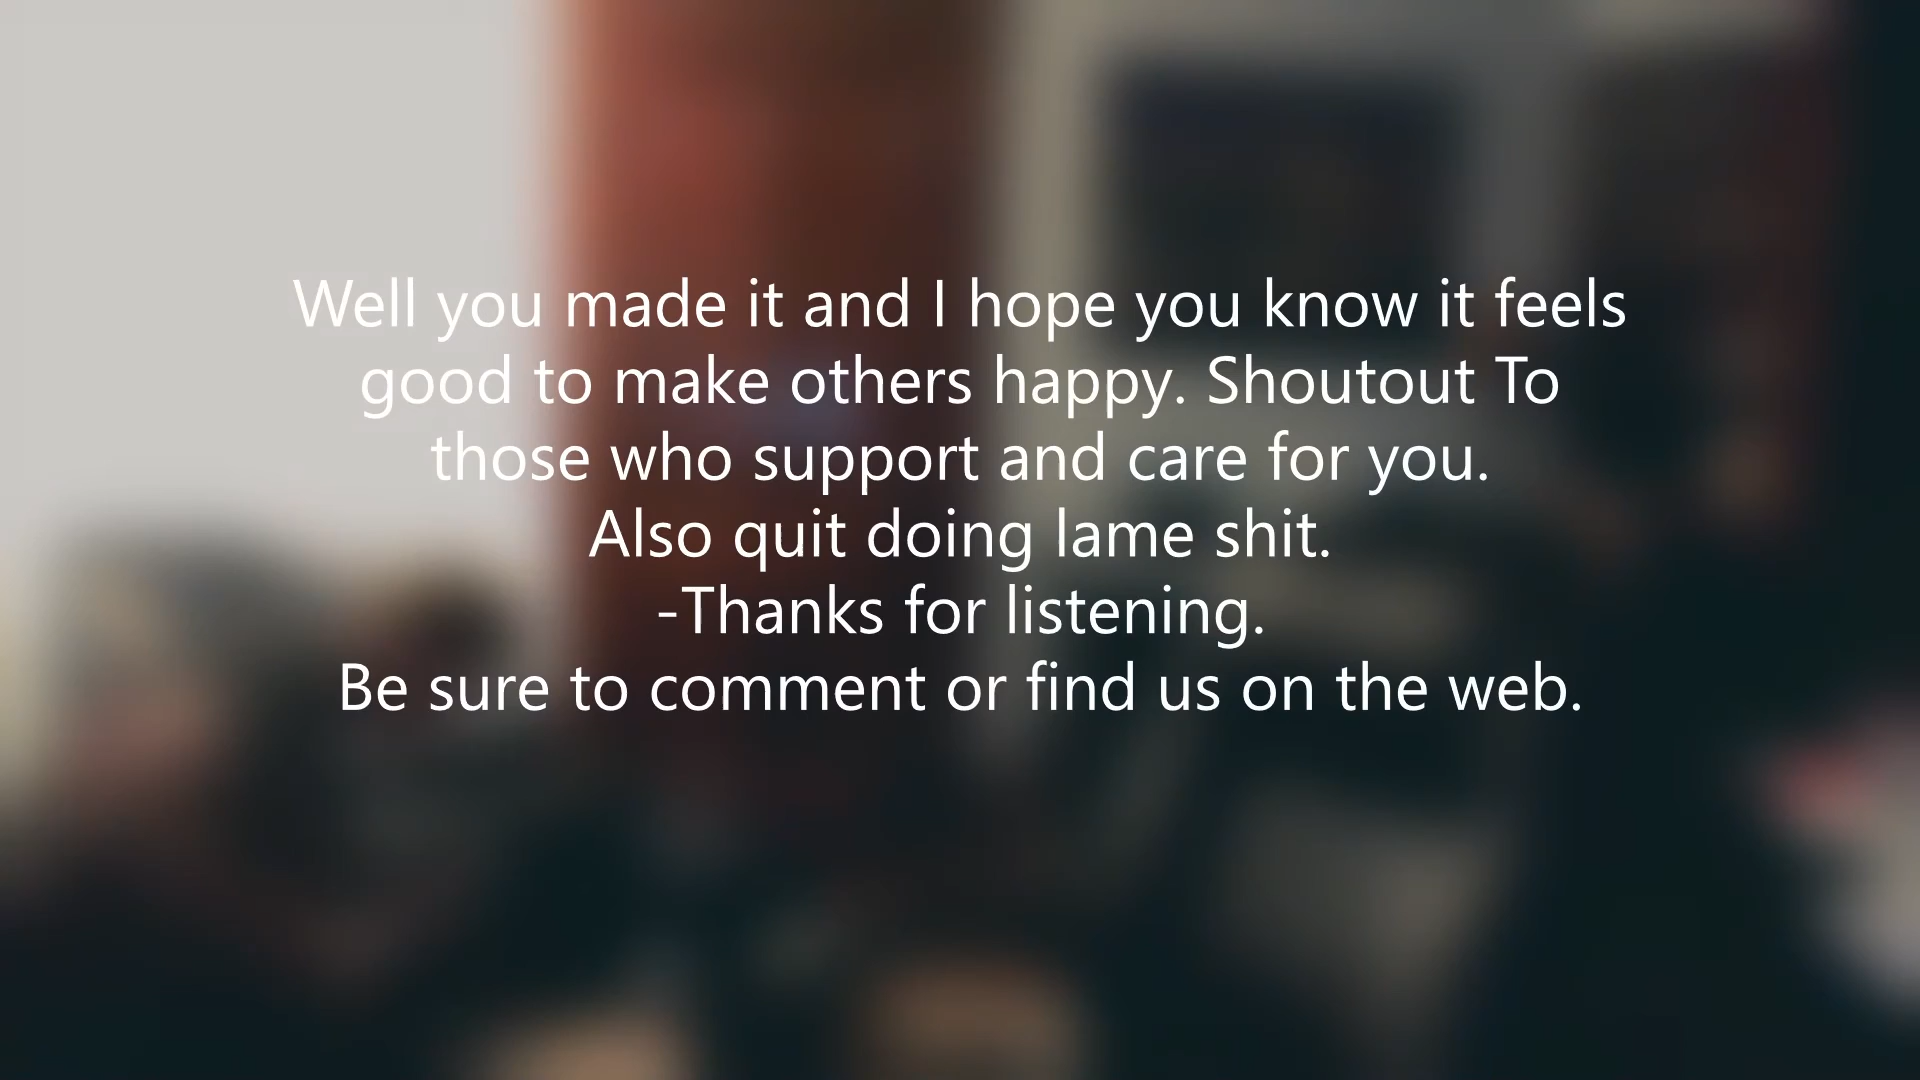 Well you made it and I hope you know it feels
good to make others happy. Shoutout To
those who support and care for you.
Also quit doing lame shit.
-Thanks for listening.
Be sure to comment or find us on the web.